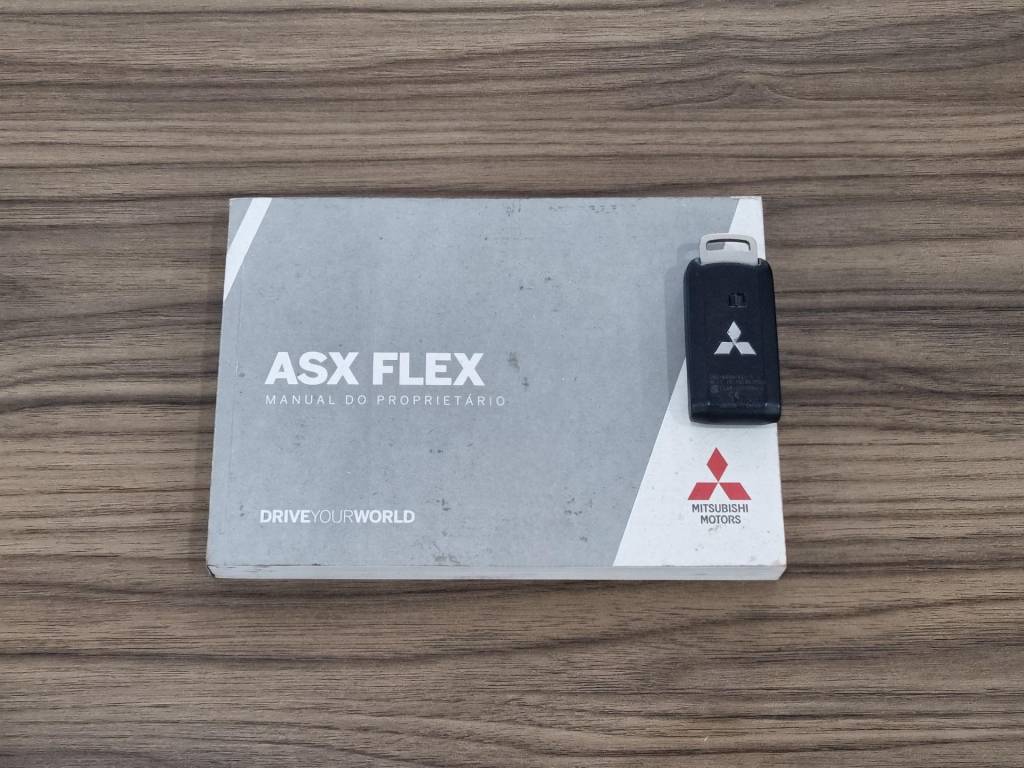 ASX FLEX
MANUAL DO PROPRIETÁRIO
DRIVEYOURWORLD
MITSUBISHI
MOTORS